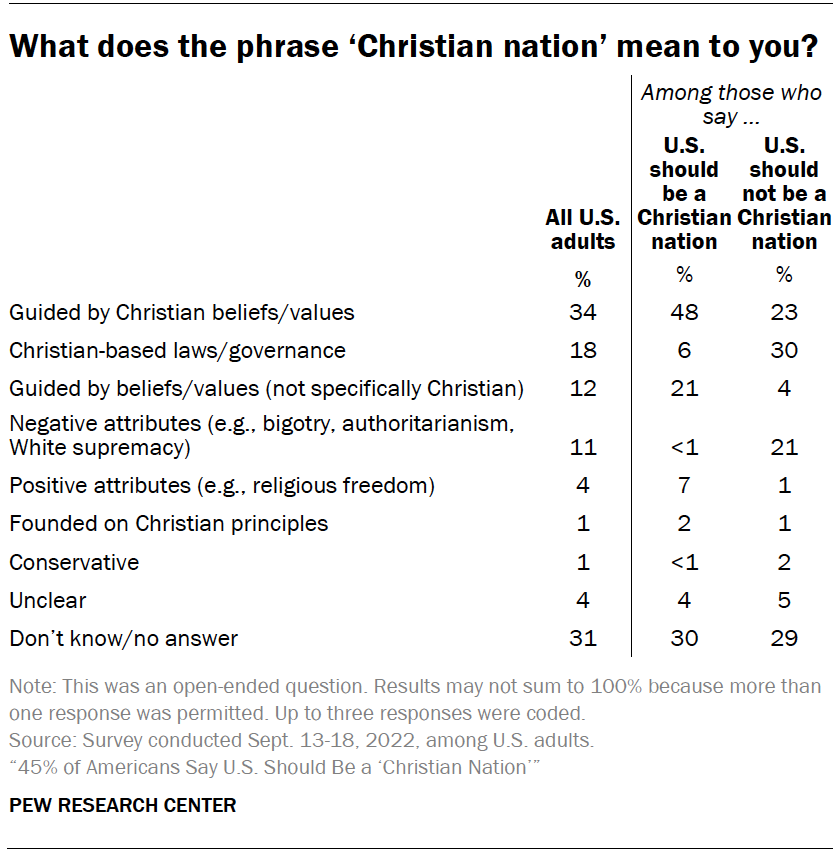 What does the phrase ‘Christian nation’ mean to you?
Among those who
say ...
All U.S.
adults
U.S.
should
be a
Christian
nation
U.S.
should
not be a
Christian
nation
% % %
Guided by Christian beliefs/values 34 48 23
Christian-based laws/governance 18 6 30
Guided by beliefs/values (not specifically Christian) 12 21 4
Negative attributes (e.g., bigotry, authoritarianism,
White supremacy) 11 <1 21
Positive attributes (e.g., religious freedom) 4 7 1
Founded on Christian principles 1 2 1
Conservative 1 <1 2
Unclear 4 4 5
Don’t know/no answer 31 30 29
Note: This was an open-ended question. Results may not sum to 100% because more than
one response was permitted. Up to three responses were coded.
Source: Survey conducted Sept. 13-18, 2022, among U.S. adults.
“45% of Americans Say U.S. Should Be a ‘Christian Nation’”
PEW RESEARCH CENTER